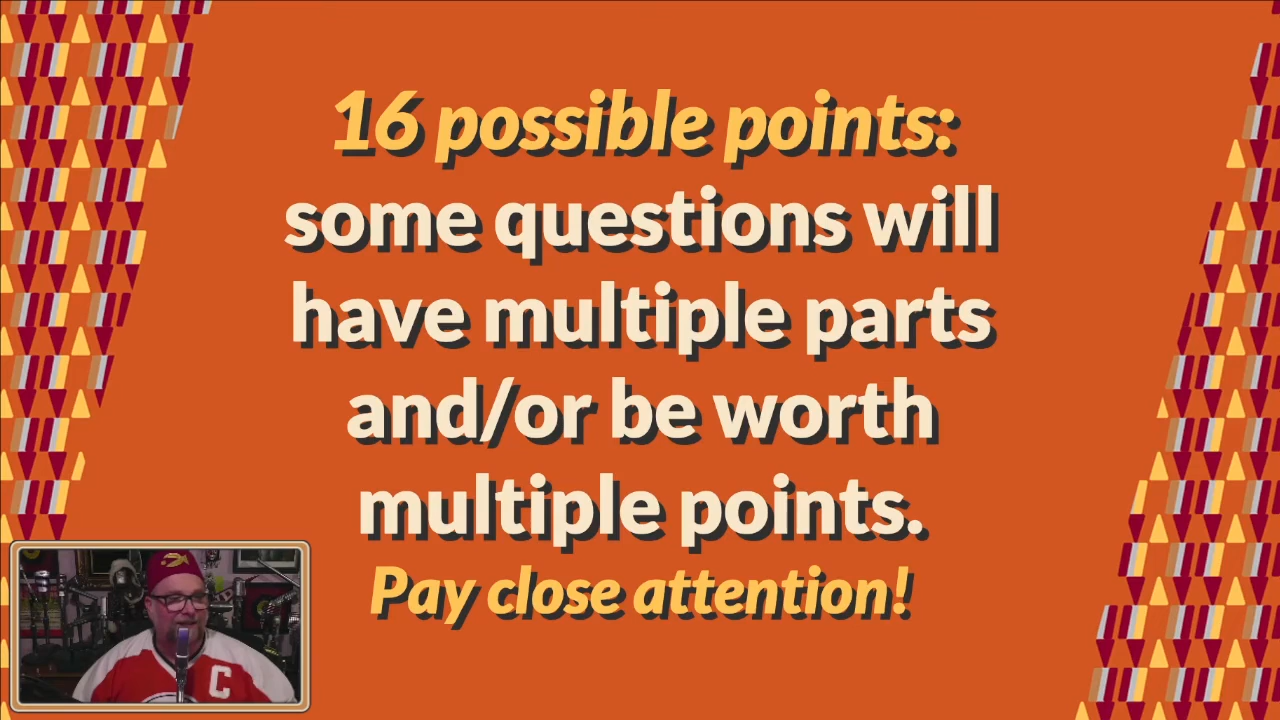 16 possible points:
some questions will
have multiple parts
and/or be worth
multiple points.
Pay close attention!
C